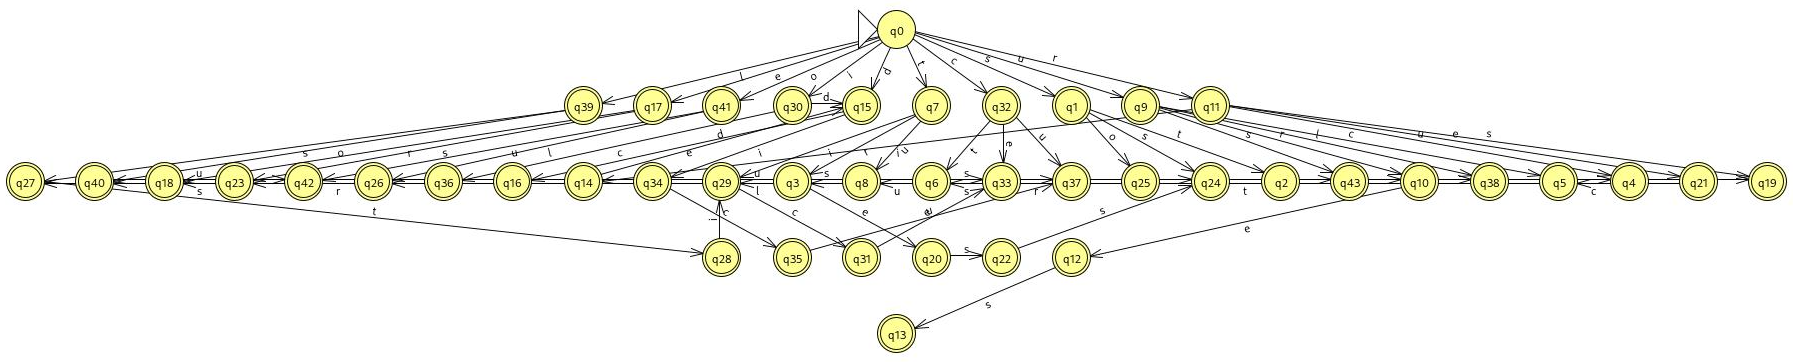 q0
l e o i d r c s u r
q39 q17 q41 q30 d q15 q7 q32 q1 q9 q11
s o r s u l c e d i i r i u t e u o s t s r l c u e s
q27 q40 q18 q23 q42 q26 q36 q16 q14 q34 q29 q3 q8 q6 q33 q37 q25 q24 q2 q43 q10 q38 q5 q4 q21 q19
u u s s
s r l u s r t c
t i c c e s e
q28 q35 q31 q20 s q22 q12
s
q13